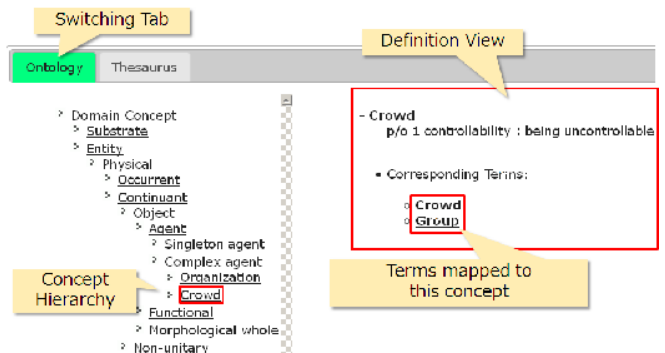 Switching Tab
Definition View
Ontology Thesaurus
Domain Concept
Substrate
Entity
Physical
Occurrent
Continuant
Object
Agent
Singleton agent
Complex agent
Organization
Crowd
Functional
Morphological whole
Non-unitary
Concept
Hierarchy
- Crowd
p/o 1 controllability : being uncontrollable
• Corresponding Terms:
o Crowd
o Group
Terms mapped to
this concept